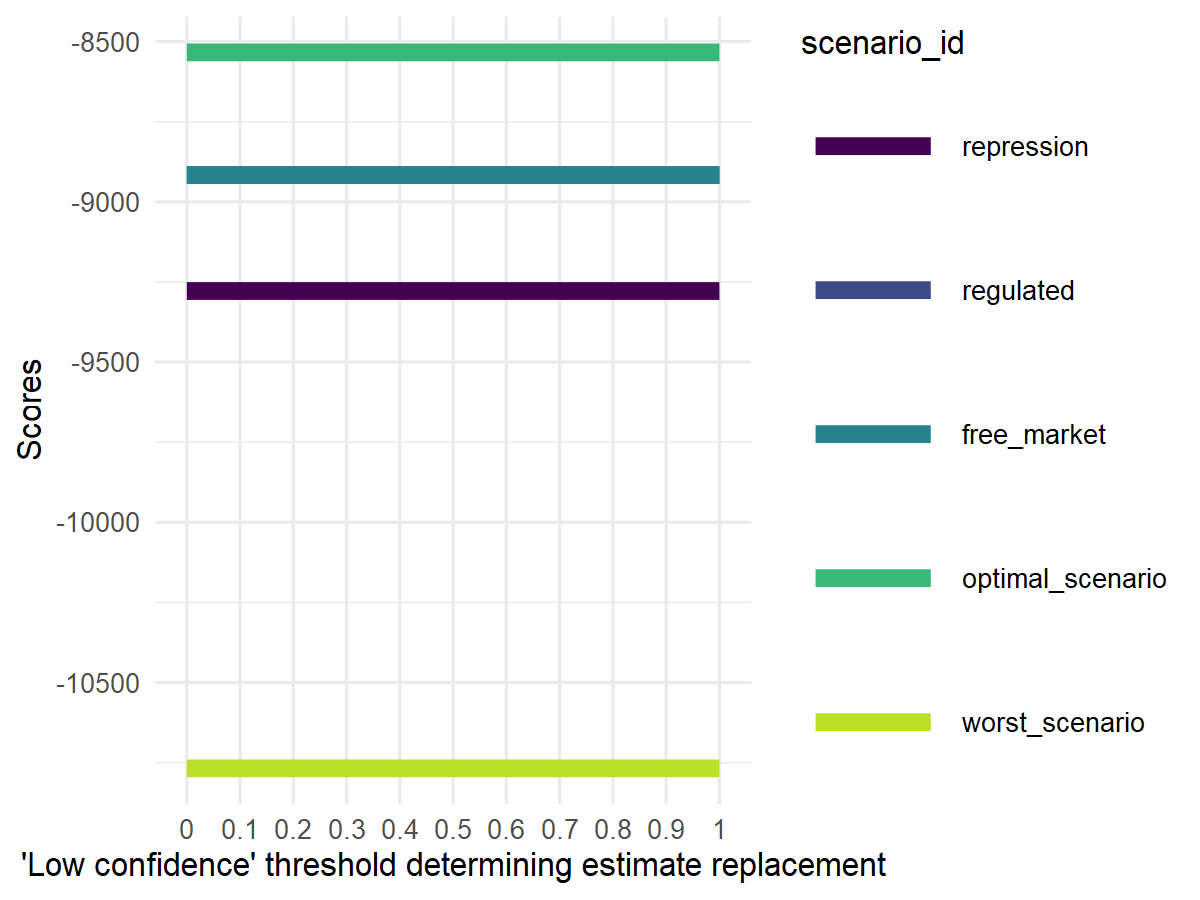 -8500
-9000
-9500
-10000
-10500
Scores
0 0.1 0.2 0.3 0.4 0.5 0.6 0.7 0.8 0.9 1
'Low confidence' threshold determining estimate replacement
scenario_id
repression
regulated
free_market
optimal_scenario
worst_scenario